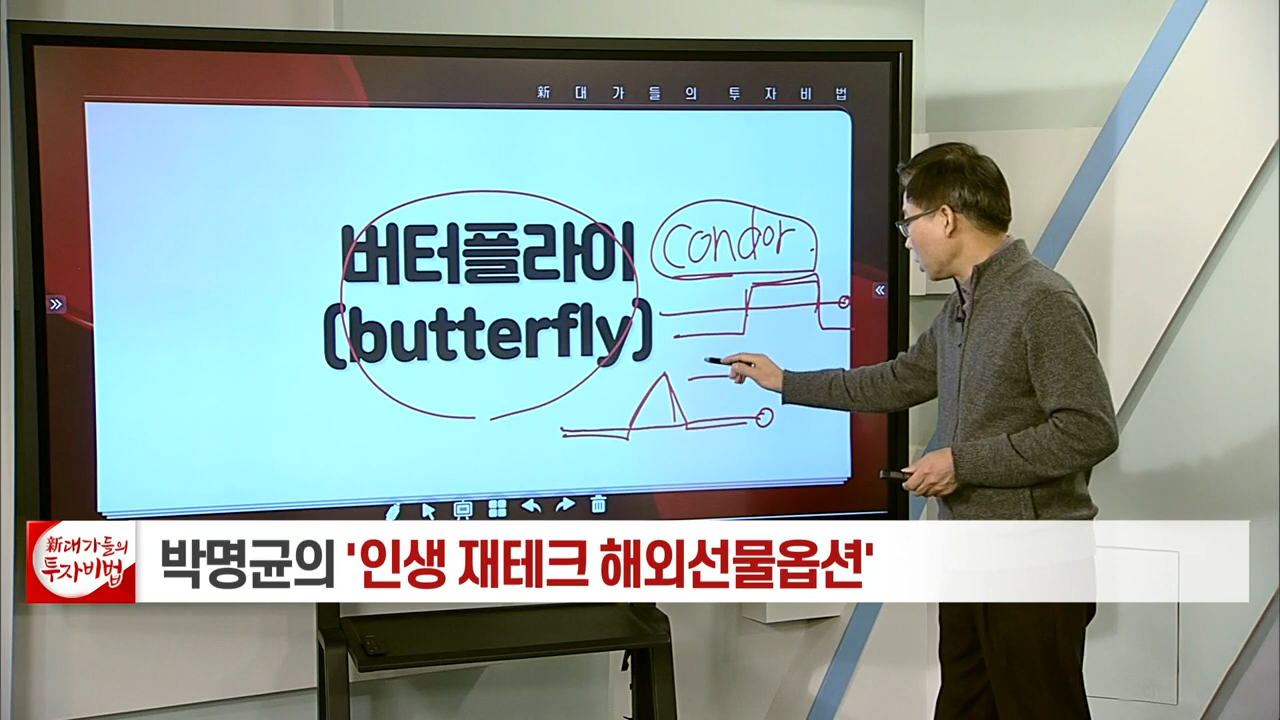 新대가들의투자비법
버터플라이
(butterfly)
condor
新대가들의
투자비법
박명균의 '인생 재테크 해외선물옵션'